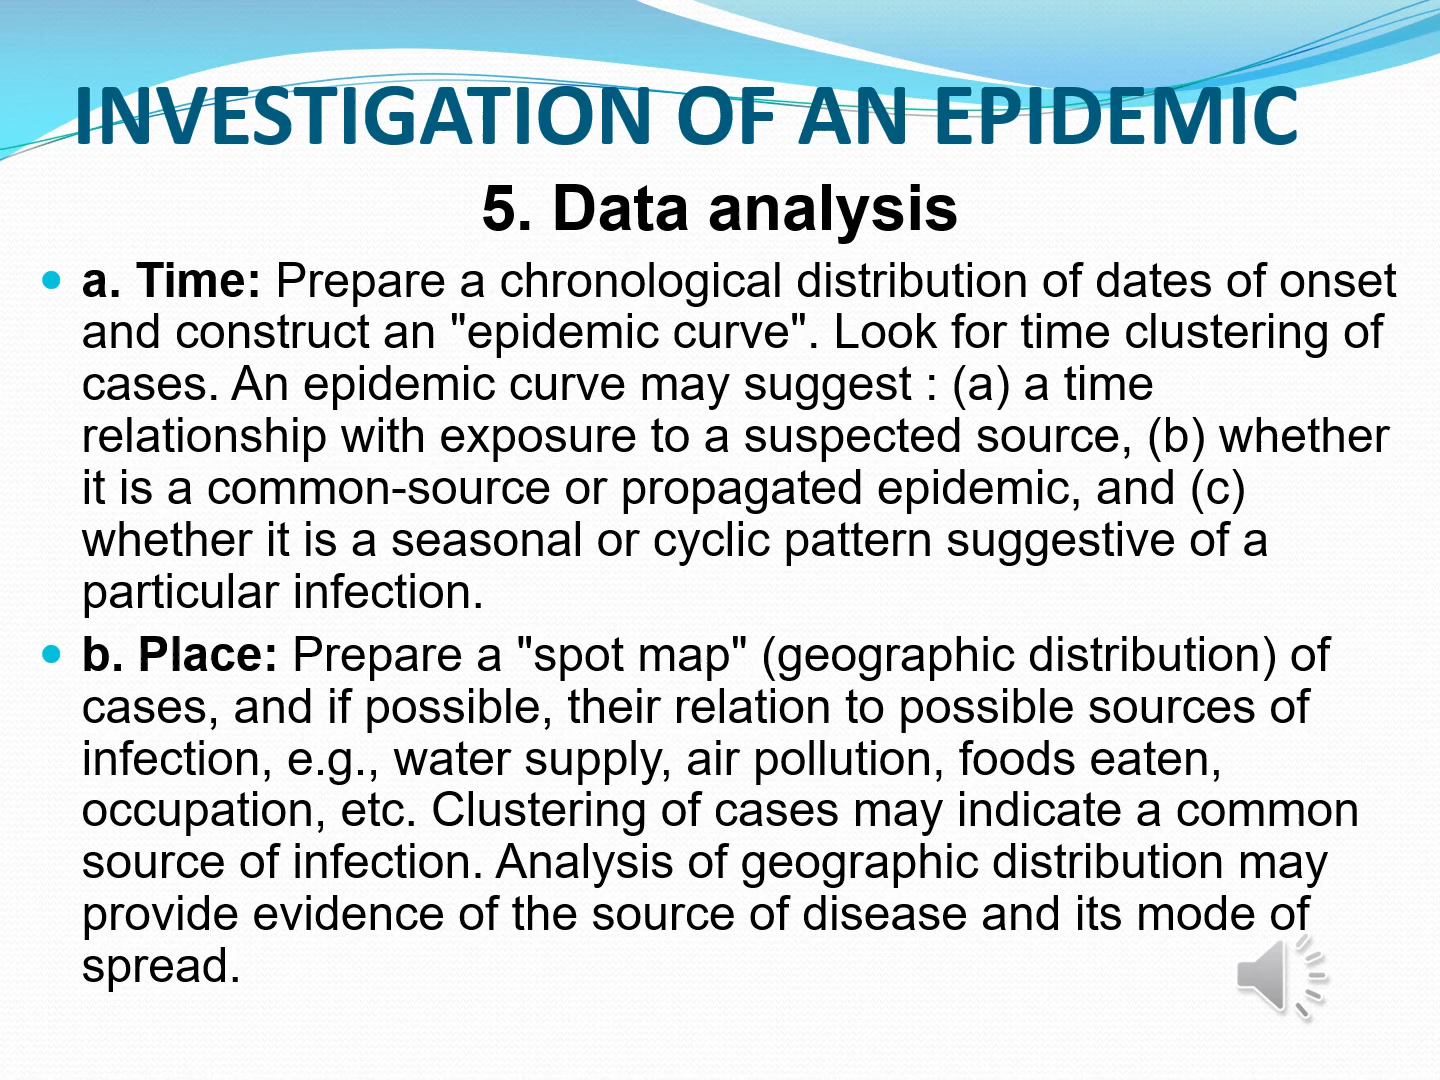 INVESTIGATION OF AN EPIDEMIC
5. Data analysis
a. Time: Prepare a chronological distribution of dates of onset
and construct an "epidemic curve". Look for time clustering of
cases. An epidemic curve may suggest : (a) a time
relationship with exposure to a suspected source, (b) whether
it is a common-source or propagated epidemic, and (c)
whether it is a seasonal or cyclic pattern suggestive of a
particular infection.
b. Place: Prepare a "spot map" (geographic distribution) of
cases, and if possible, their relation to possible sources of
infection, e.g., water supply, air pollution, foods eaten,
occupation, etc. Clustering of cases may indicate a common
source of infection. Analysis of geographic distribution may
provide evidence of the source of disease and its mode of
spread.